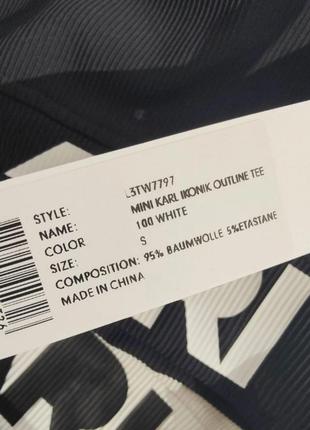 STYLE: L3TW7797
NAME: MINI KARL IKONIK OUTLINE TEE
COLOR 100 WHITE
SIZE: S
COMPOSITION: 95% BAUMWOLLE 5%ETASTANE
MADE IN CHINA